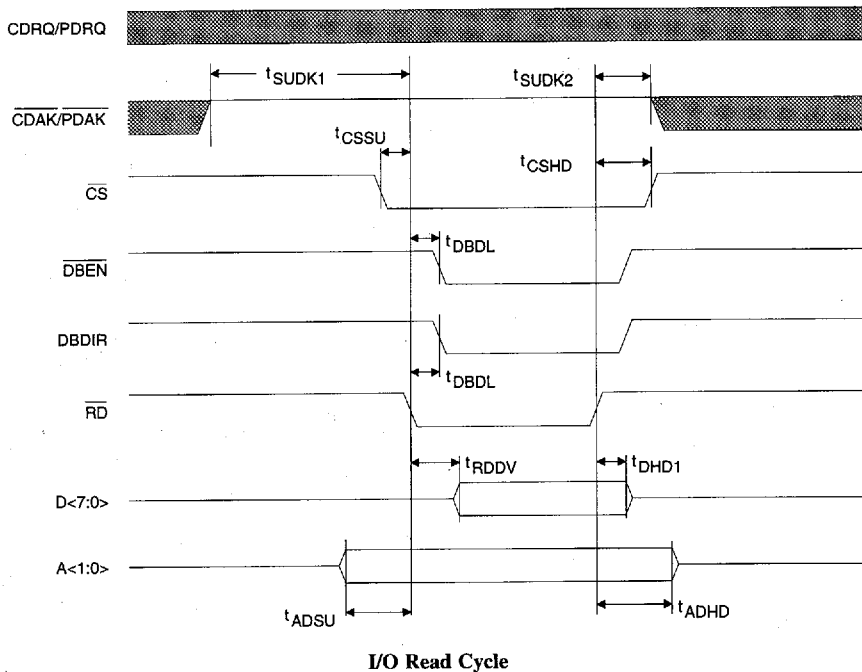 CDRQ/PDRQ
tSUDK1
tSUDK2
CDAK/PDAK
tCSSU
tCSHD
CS
tDBDL
DBEN
DBDIR
tDBDL
RD
tRDDV
tDHD1
D<7:0>
A<1:0>
tADSU
tADHD
I/O Read Cycle